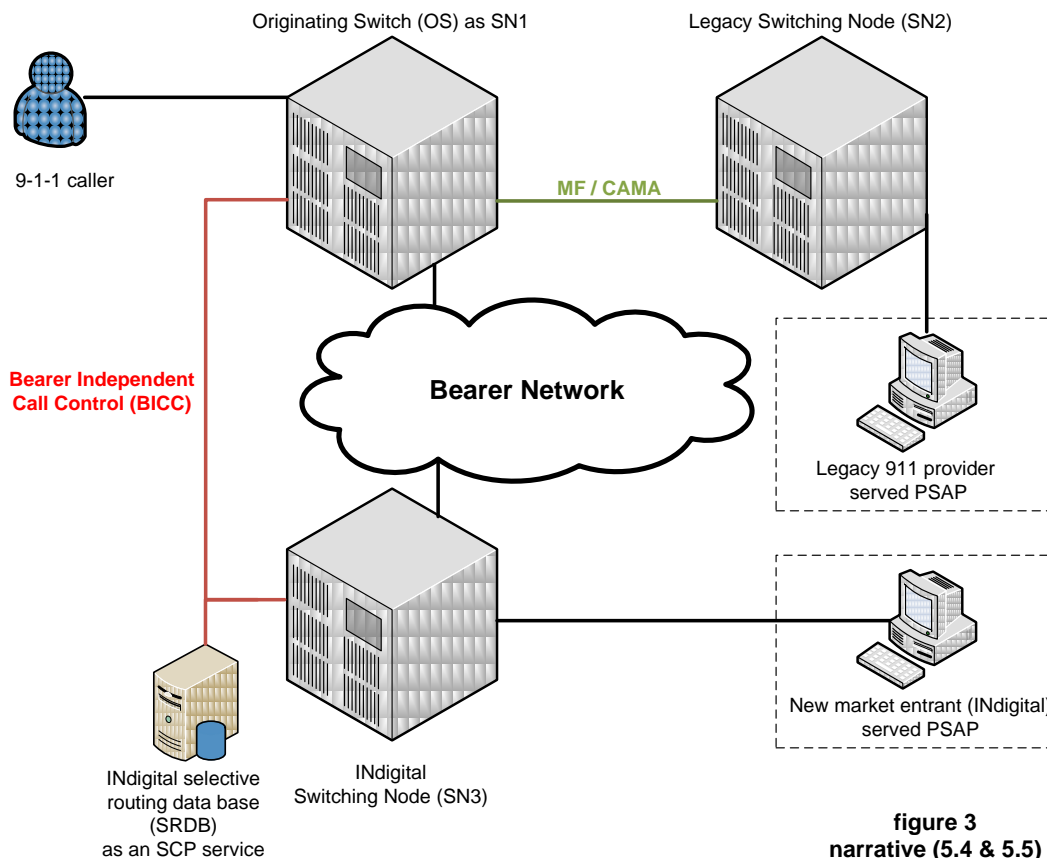 Originating Switch (OS) as SN1
Legacy Switching Node (SN2)
9-1-1 caller
MF / CAMA
Bearer Independent
Call Control (BICC)
Bearer Network
Legacy 911 provider
served PSAP
New market entrant (INdigital)
served PSAP
INdigital selective
routing data base
(SRDB)
as an SCP service
INdigital
Switching Node (SN3)
figure 3
narrative (5.4 & 5.5)